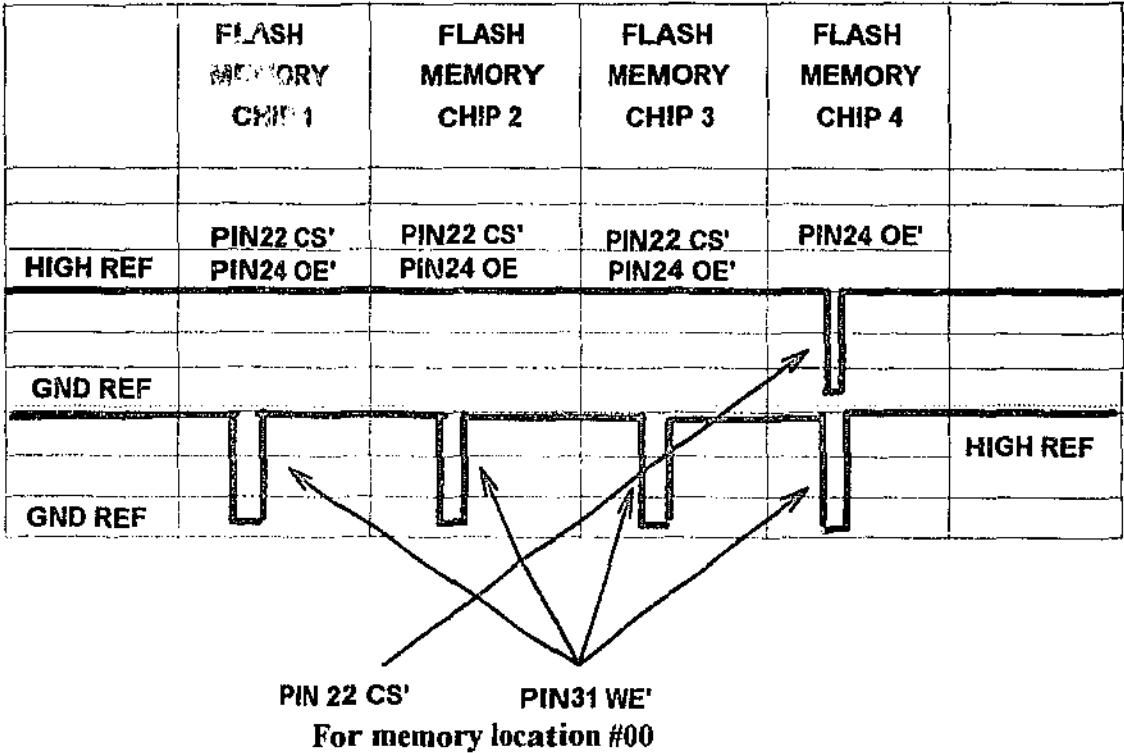 FLASH MEMORY CHIP 1
FLASH MEMORY CHIP 2
FLASH MEMORY CHIP 3
FLASH MEMORY CHIP 4
PIN22 CS' PIN22 CS' PIN22 CS' PIN24 OE'
HIGH REF PIN24 OE' PIN24 OE PIN24 OE'
GND REF
HIGH REF
GND REF
PIN 22 CS' PIN31 WE'
For memory location #00